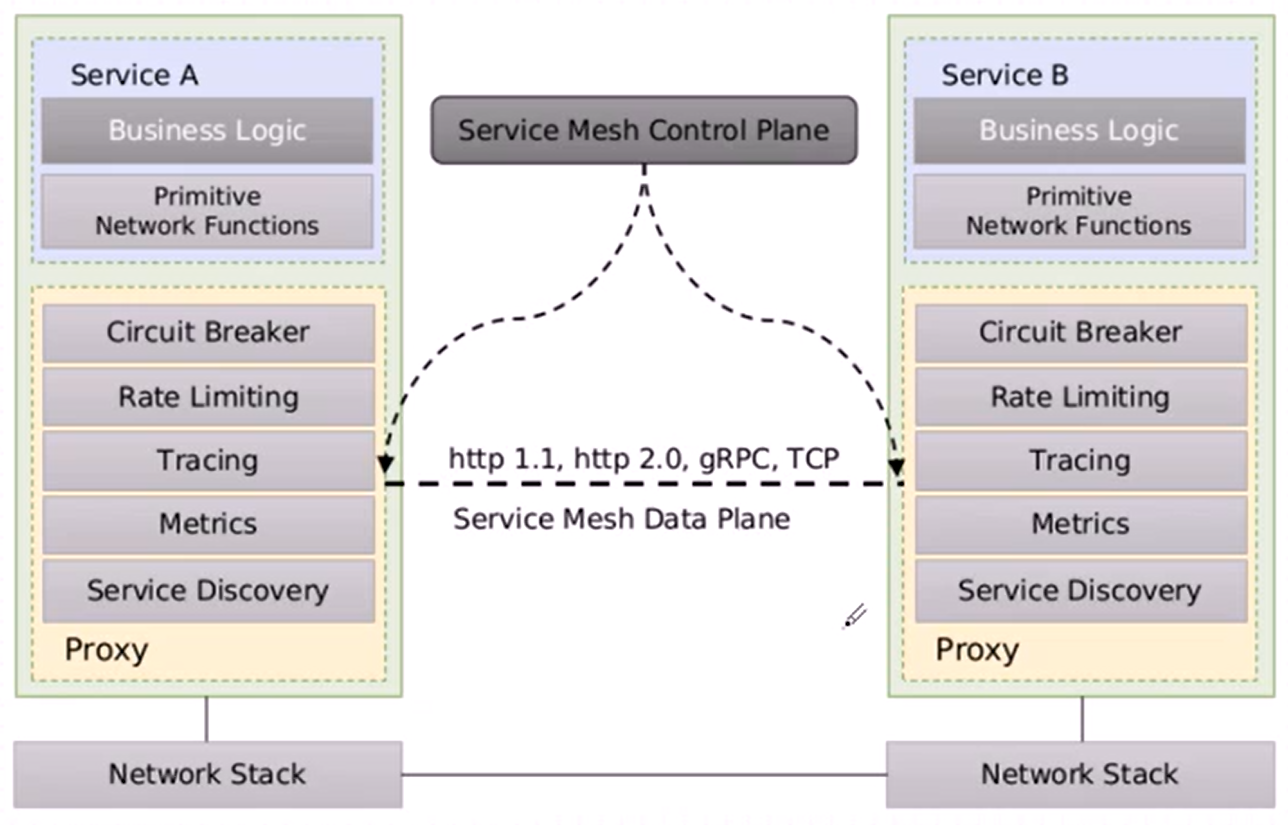 Service A
Business Logic
Primitive
Network Functions
Circuit Breaker
Rate Limiting
Tracing
Metrics
Service Discovery
Proxy
Network Stack
Service Mesh Control Plane
http 1.1, http 2.0, gRPC, TCP
Service Mesh Data Plane
Service B
Business Logic
Primitive
Network Functions
Circuit Breaker
Rate Limiting
Tracing
Metrics
Service Discovery
Proxy
Network Stack